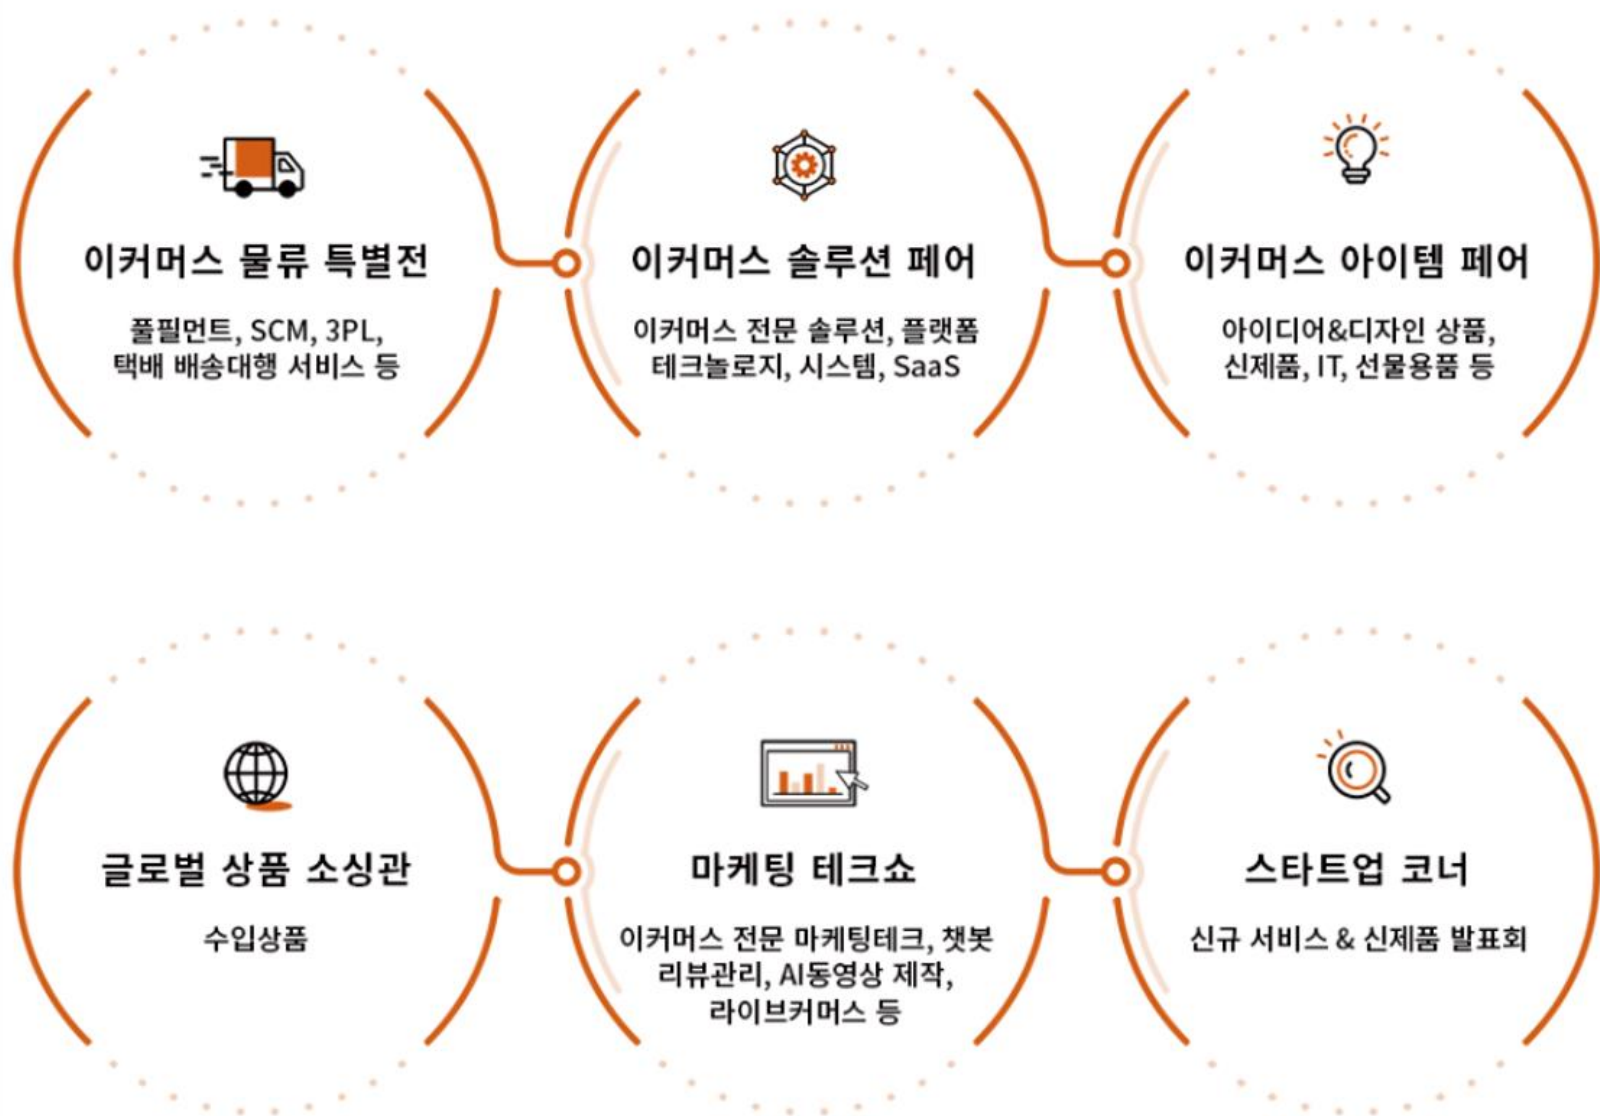 이커머스 물류 특별전
풀필먼트, SCM, 3PL,
택배 배송대행 서비스 등
이커머스 솔루션 페어
이커머스 전문 솔루션, 플랫폼
테크놀로지, 시스템, SaaS
이커머스 아이템 페어
아이디어&디자인 상품,
신제품, IT, 선물용품 등
글로벌 상품 소싱관
수입상품
마케팅 테크쇼
이커머스 전문 마케팅테크, 챗봇
리뷰관리, AI동영상 제작,
라이브커머스 등
스타트업 코너
신규 서비스 & 신제품 발표회